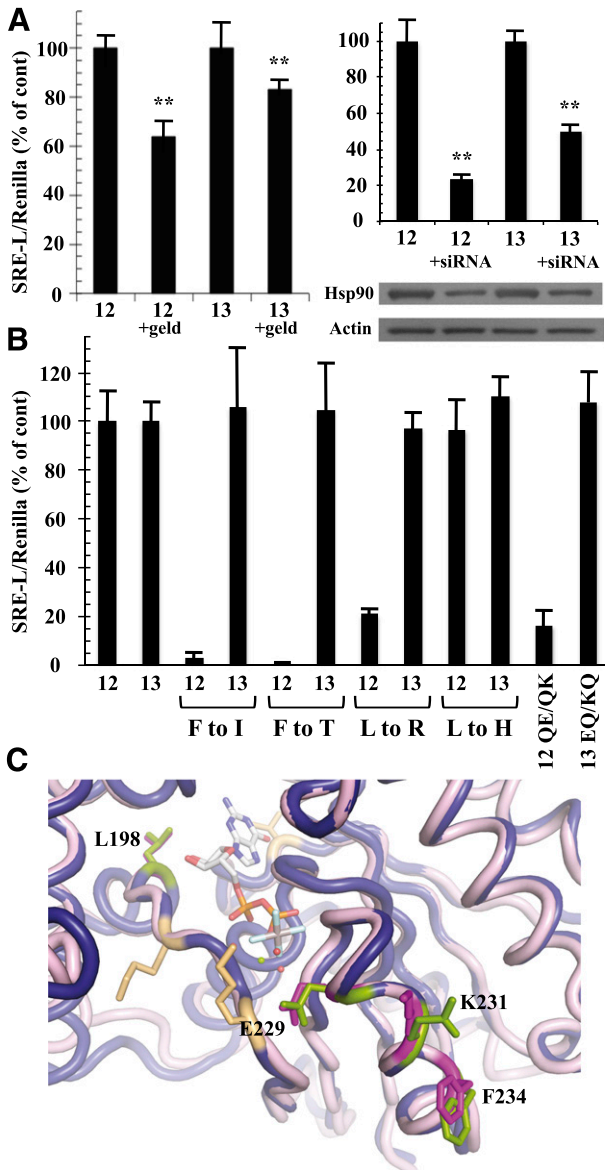 A
SRE-L/Renilla (% of cont)
100
80
60
40
20
0
**
**
12
12
+geld
13
13
+geld
100
80
60
40
20
0
**
**
12
12
+siRNA
13
13
+siRNA
Hsp90
Actin
B
SRE-L/Renilla (% of cont)
120
100
80
60
40
20
0
12 13 12 13 12 13 12 13 12 13
F to I F to T L to R L to H
12 QE/QK
13 EQ/KQ
C
L198
E229
K231
F234